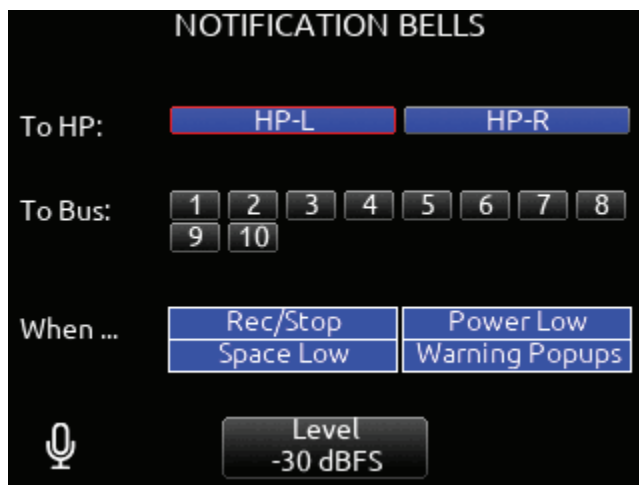 NOTIFICATION BELLS
To HP: HP-L HP-R
To Bus: 1 2 3 4 5 6 7 8
9 10
When ... Rec/Stop Power Low
Space Low Warning Popups
Level
-30 dBFS